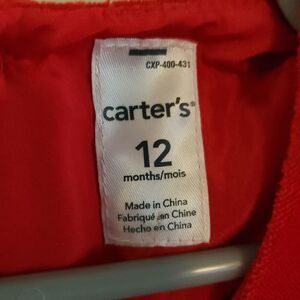 CXP-400-431
carter's®
12
months/mois
Made in China
Fabriqué en Chine
Hecho en China